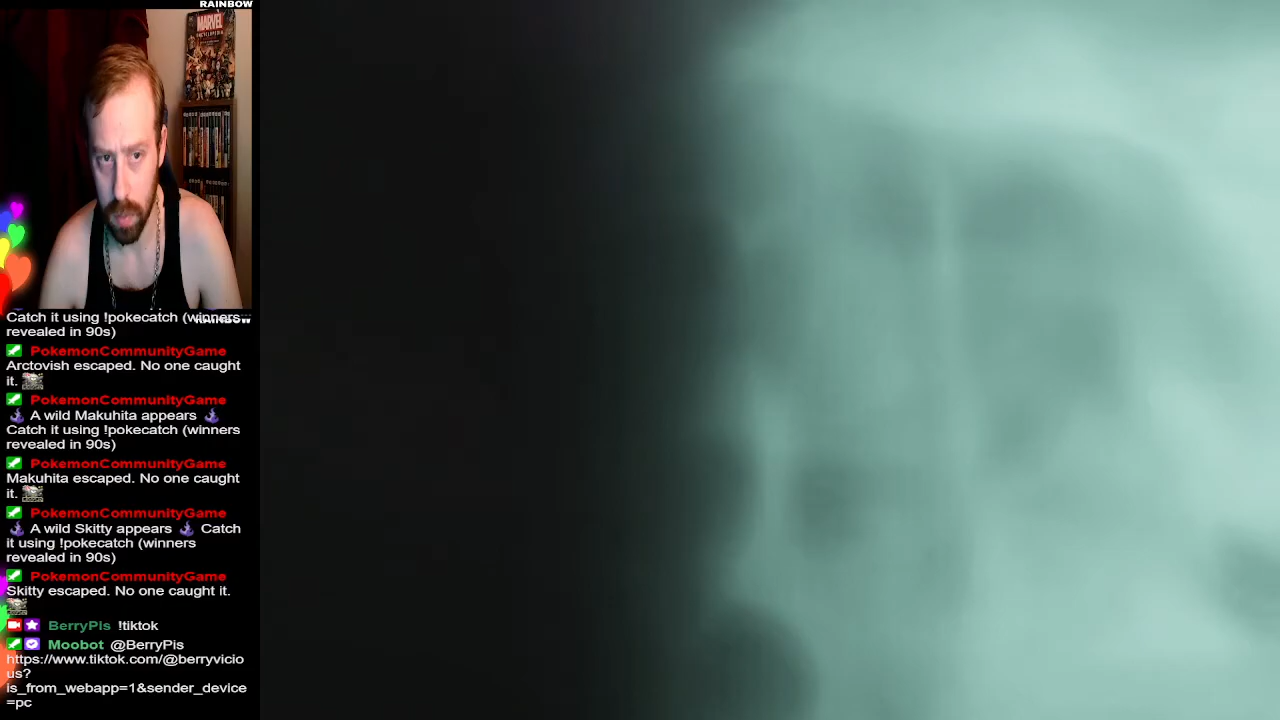 RAINBOW
MARVEL
ENCYCLOPEDIA
Catch it using !pokecatch (winners
RAINBOW
revealed in 90s)
PokemonCommunityGame
Arctovish escaped. No one caught
it.
PokemonCommunityGame
A wild Makuhita appears
Catch it using !pokecatch (winners
revealed in 90s)
PokemonCommunityGame
Makuhita escaped. No one caught
it.
PokemonCommunityGame
A wild Skitty appears Catch
it using !pokecatch (winners
revealed in 90s)
PokemonCommunityGame
Skitty escaped. No one caught it.
BerryPis !tiktok
Moobot @BerryPis
https://www.tiktok.com/@berryvicio
us?
is_from_webapp=1&sender_device
=pc